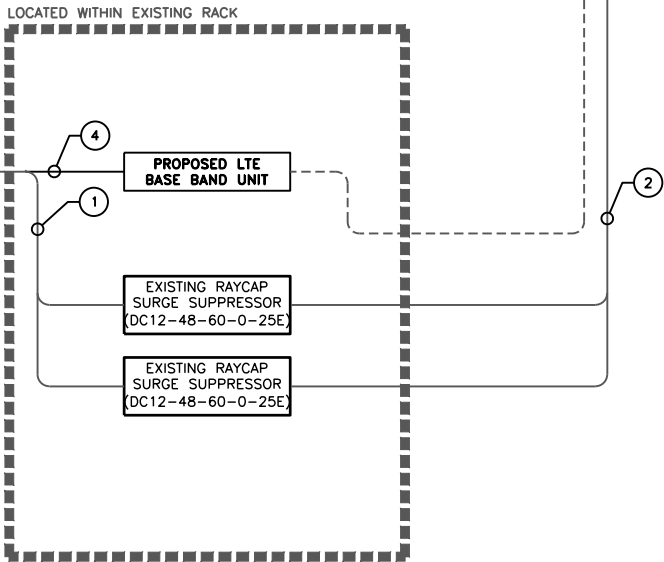 LOCATED WITHIN EXISTING RACK
4
PROPOSED LTE
BASE BAND UNIT
2
1
EXISTING RAYCAP
SURGE SUPPRESSOR
(DC12-48-60-0-25E)
EXISTING RAYCAP
SURGE SUPPRESSOR
(DC12-48-60-0-25E)